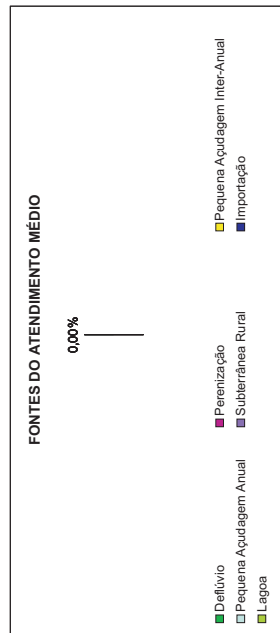 FONTES DO ATENDIMENTO MÉDIO
0,00%
Deflúvio
Perenização
Pequena Açudagem Inter-Anual
Pequena Açudagem Anual
Subterrânea Rural
Importação
Lagoa